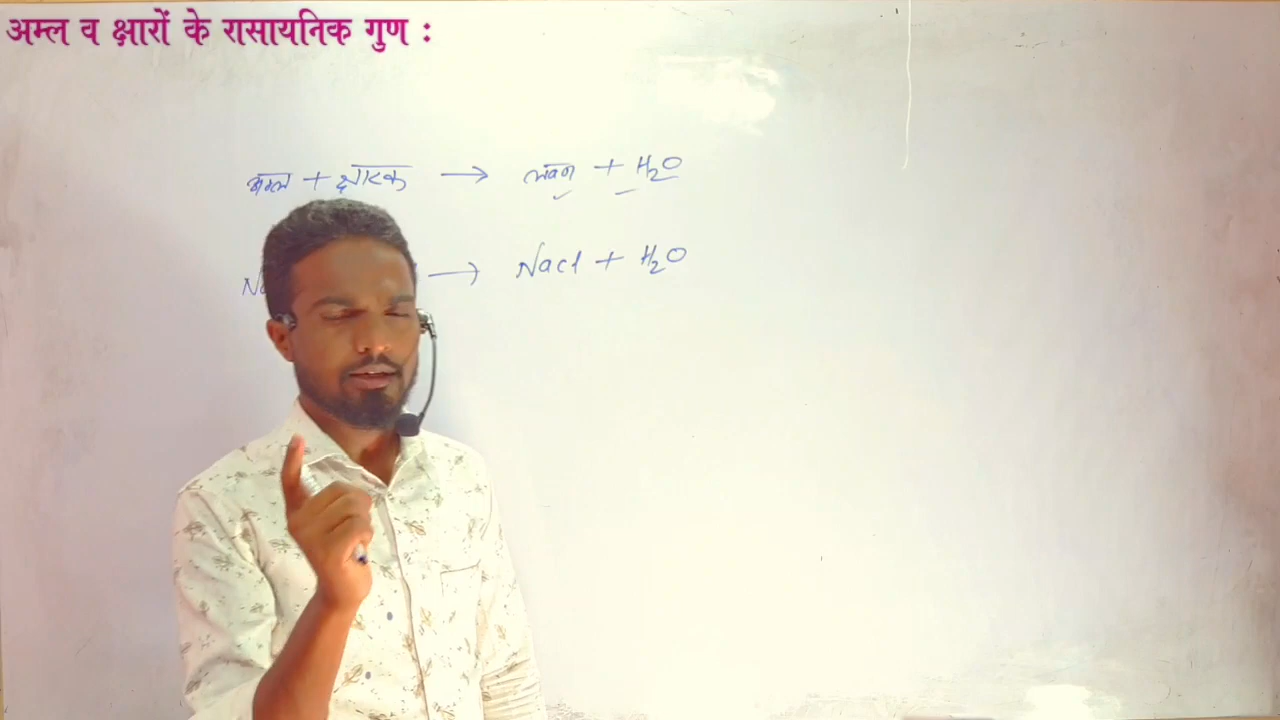 अम्ल व क्षारों के रासायनिक गुण :
अम्ल + क्षारक → लवण + H₂O
→ NaCl + H₂O